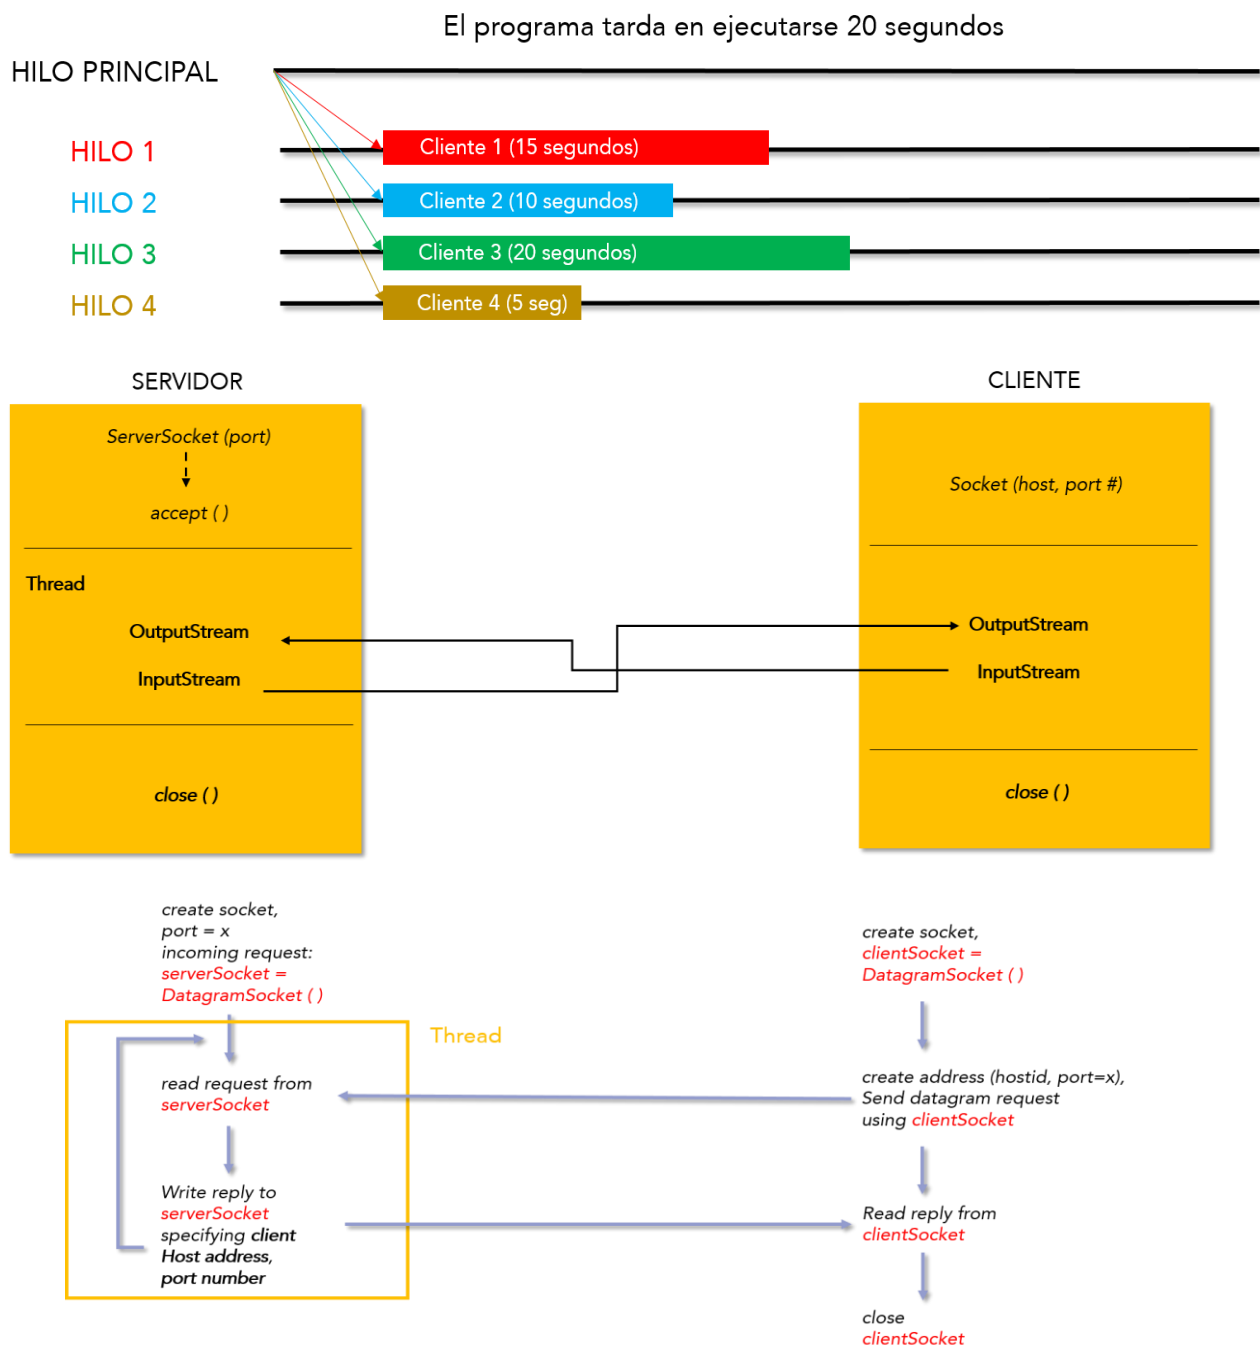 El programa tarda en ejecutarse 20 segundos
HILO PRINCIPAL
HILO 1
Cliente 1 (15 segundos)
HILO 2
Cliente 2 (10 segundos)
HILO 3
Cliente 3 (20 segundos)
HILO 4
Cliente 4 (5 seg)
SERVIDOR
ServerSocket (port)
accept ( )
Thread
OutputStream
InputStream
close ( )
CLIENTE
Socket (host, port #)
OutputStream
InputStream
close ( )
create socket,
port = x
incoming request:
serverSocket =
DatagramSocket ( )
Thread
read request from
serverSocket
Write reply to
serverSocket
specifying client
Host address,
port number
create socket,
clientSocket =
DatagramSocket ( )
create address (hostid, port=x),
Send datagram request
using clientSocket
Read reply from
clientSocket
close
clientSocket